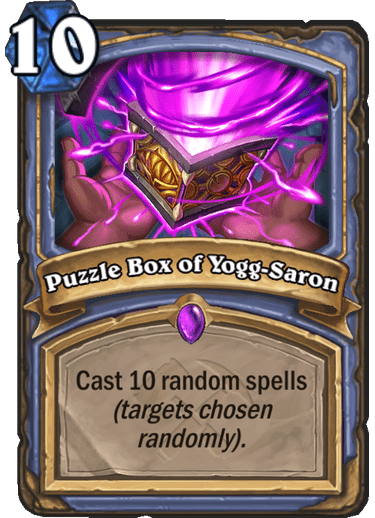 10
Puzzle Box of Yogg-Saron
Cast 10 random spells
(targets chosen
randomly).